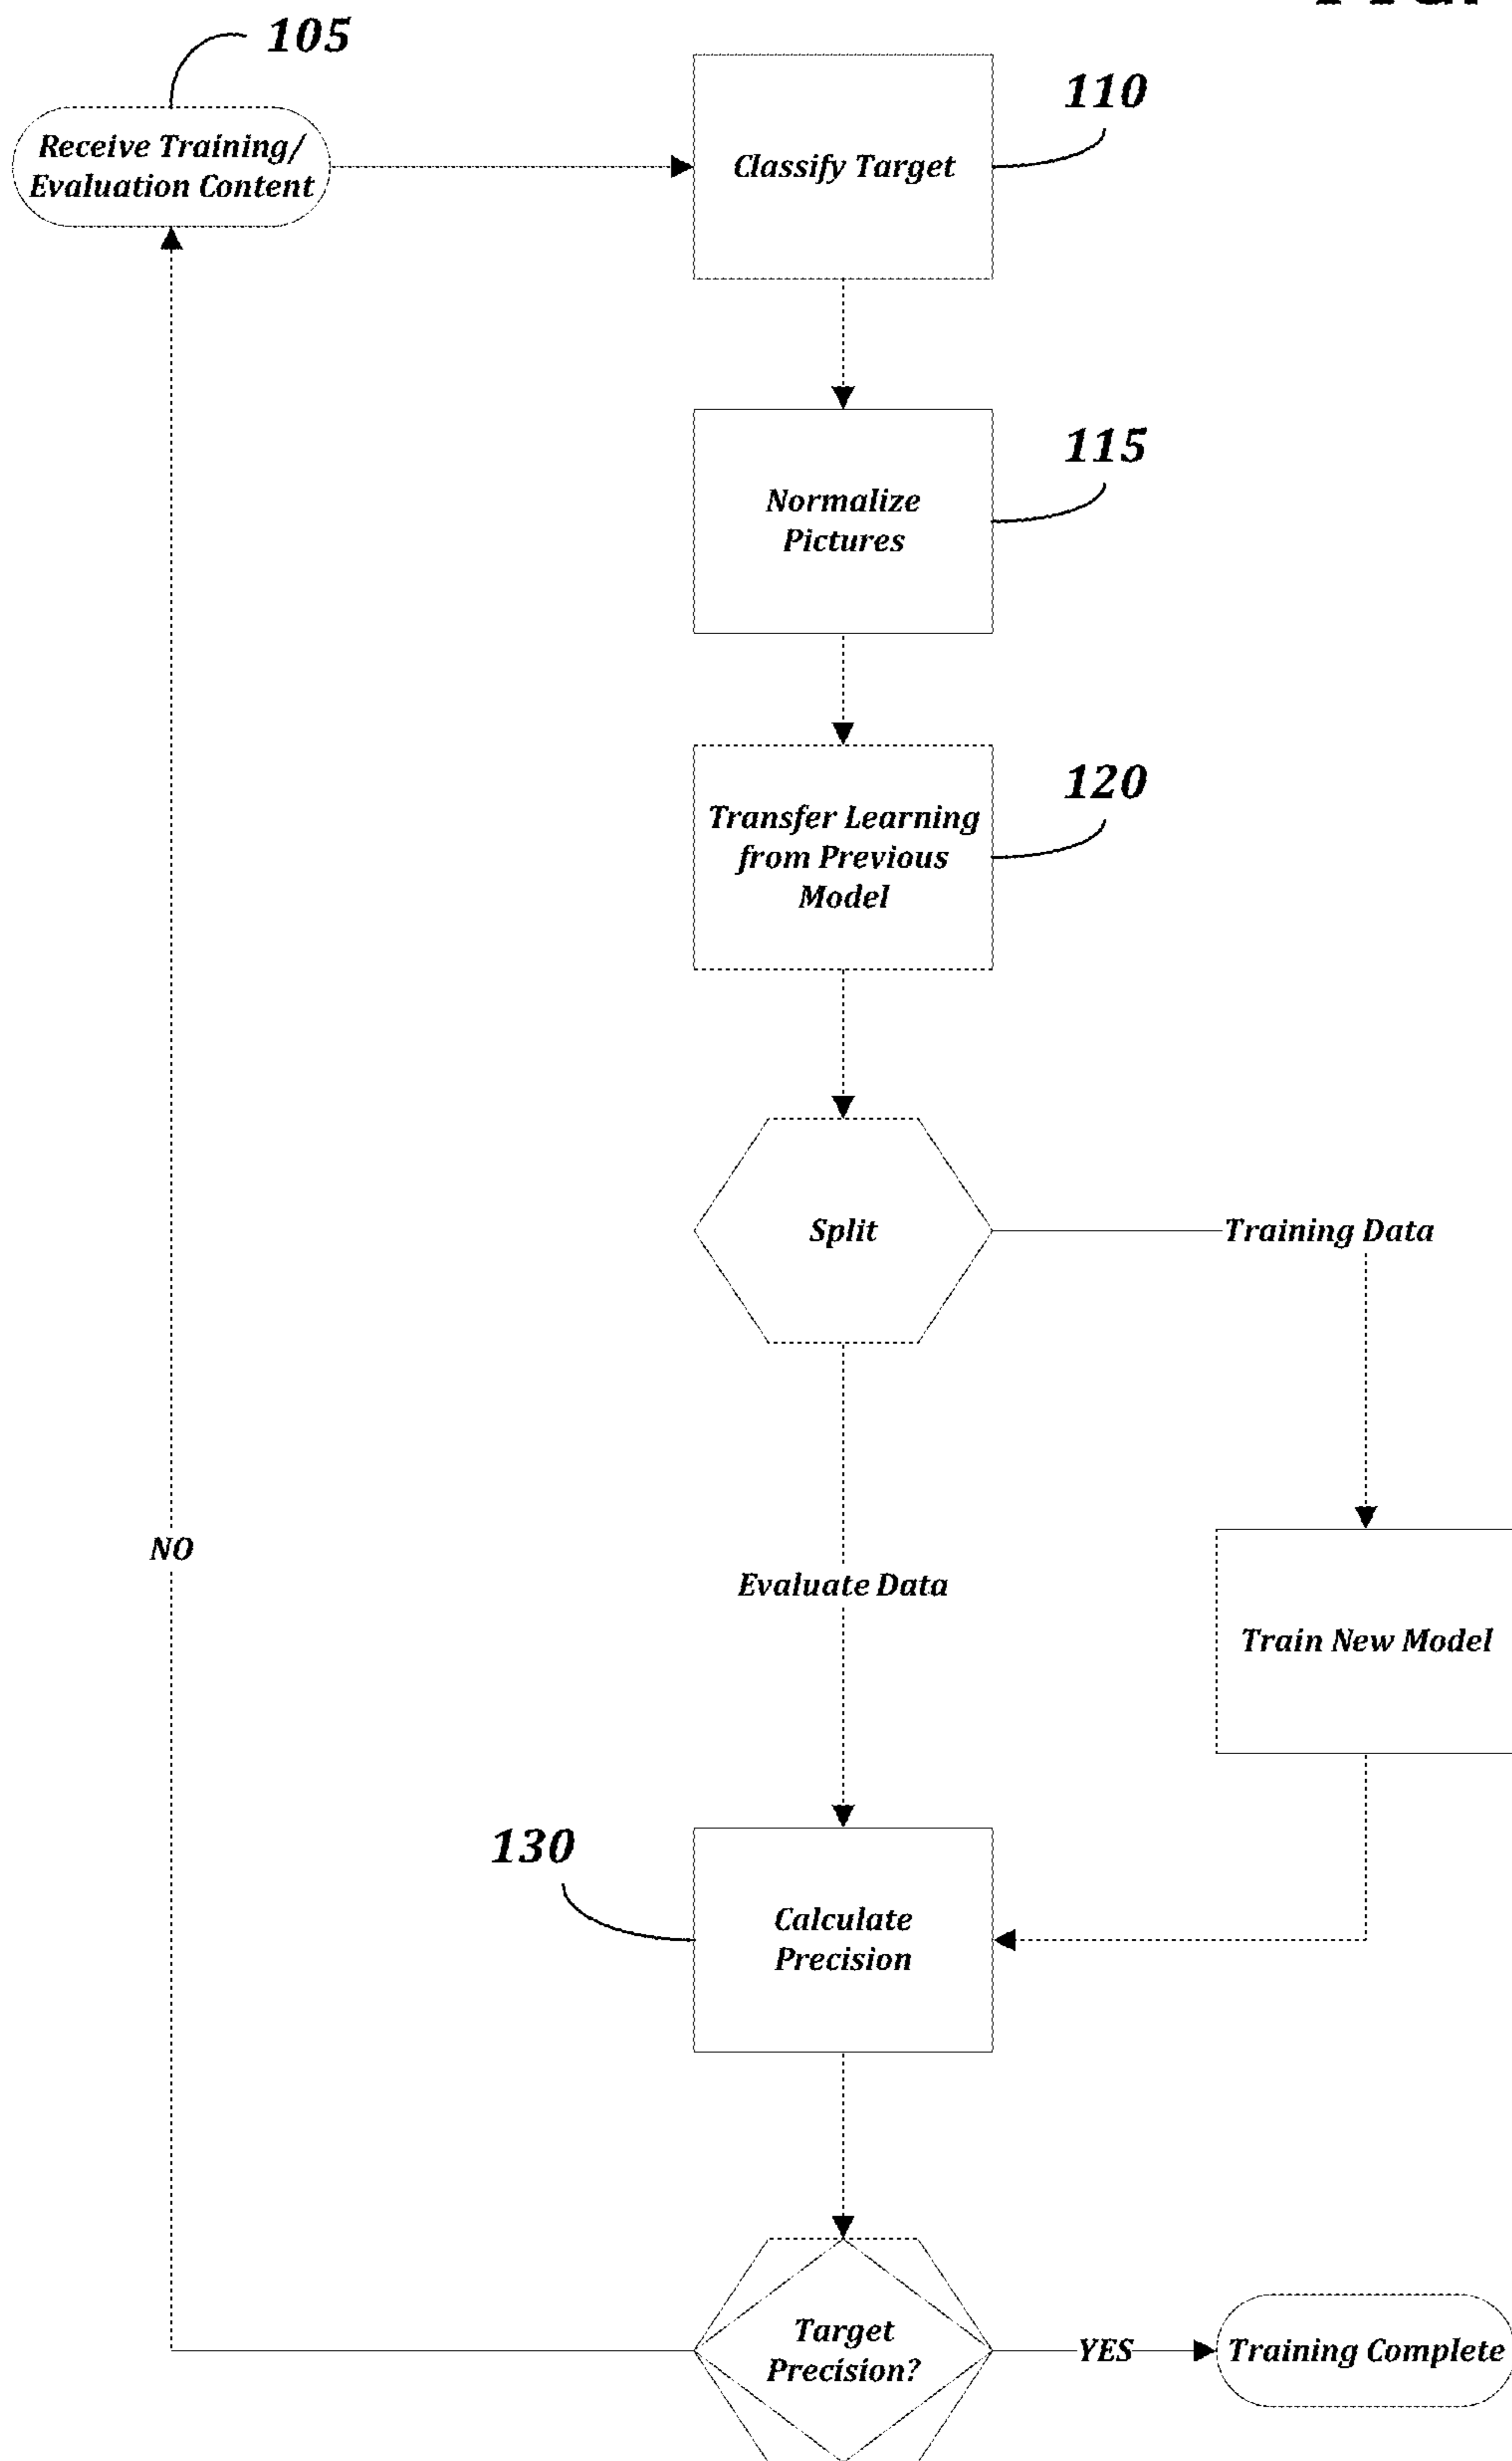 105
Receive Training/
Evaluation Content
110
Classify Target
115
Normalize
Pictures
120
Transfer Learning
from Previous
Model
Split
Training Data
NO
Evaluate Data
Train New Model
130
Calculate
Precision
Target
Precision?
YES
Training Complete